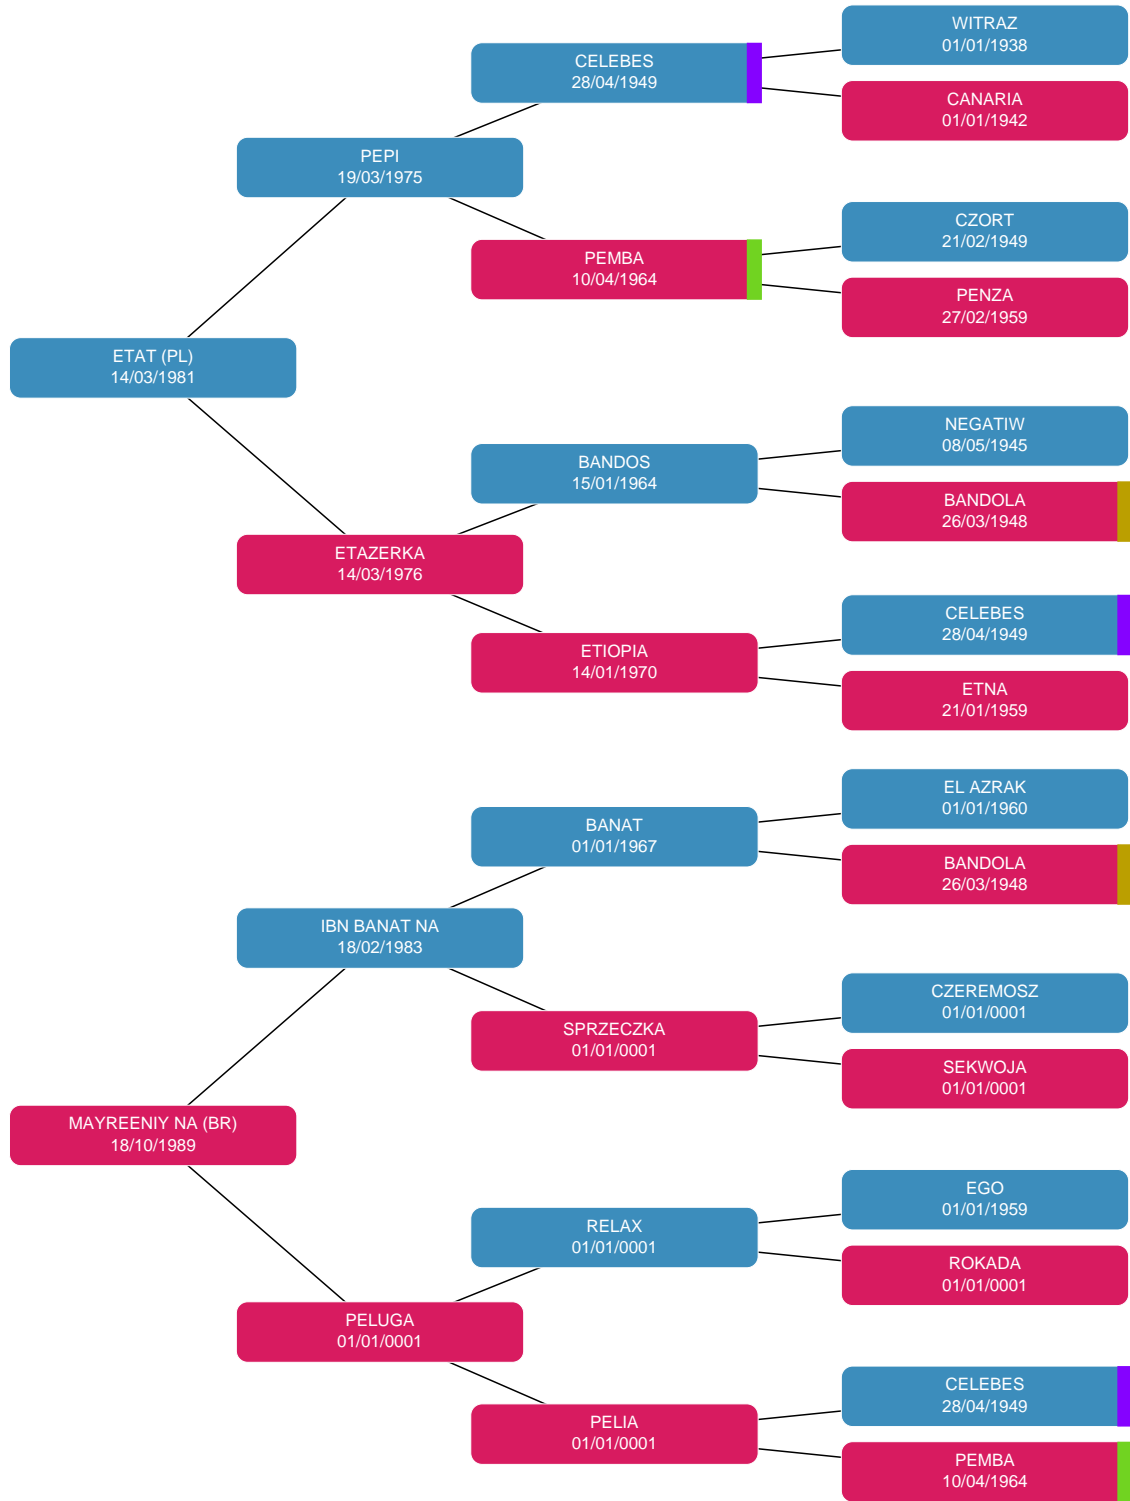 WITRAZ
01/01/1938
CELEBES
28/04/1949
CANARIA
01/01/1942
PEPI
19/03/1975
CZORT
21/02/1949
PEMBA
10/04/1964
PENZA
27/02/1959
ETAT (PL)
14/03/1981
NEGATIW
08/05/1945
BANDOS
15/01/1964
BANDOLA
26/03/1948
ETAZERKA
14/03/1976
CELEBES
28/04/1949
ETIOPIA
14/01/1970
ETNA
21/01/1959
EL AZRAK
01/01/1960
BANAT
01/01/1967
BANDOLA
26/03/1948
IBN BANAT NA
18/02/1983
CZEREMOSZ
01/01/0001
SPRZECZKA
01/01/0001
SEKWOJA
01/01/0001
MAYREENIY NA (BR)
18/10/1989
EGO
01/01/1959
RELAX
01/01/0001
ROKADA
01/01/0001
PELUGA
01/01/0001
CELEBES
28/04/1949
PELIA
01/01/0001
PEMBA
10/04/1964